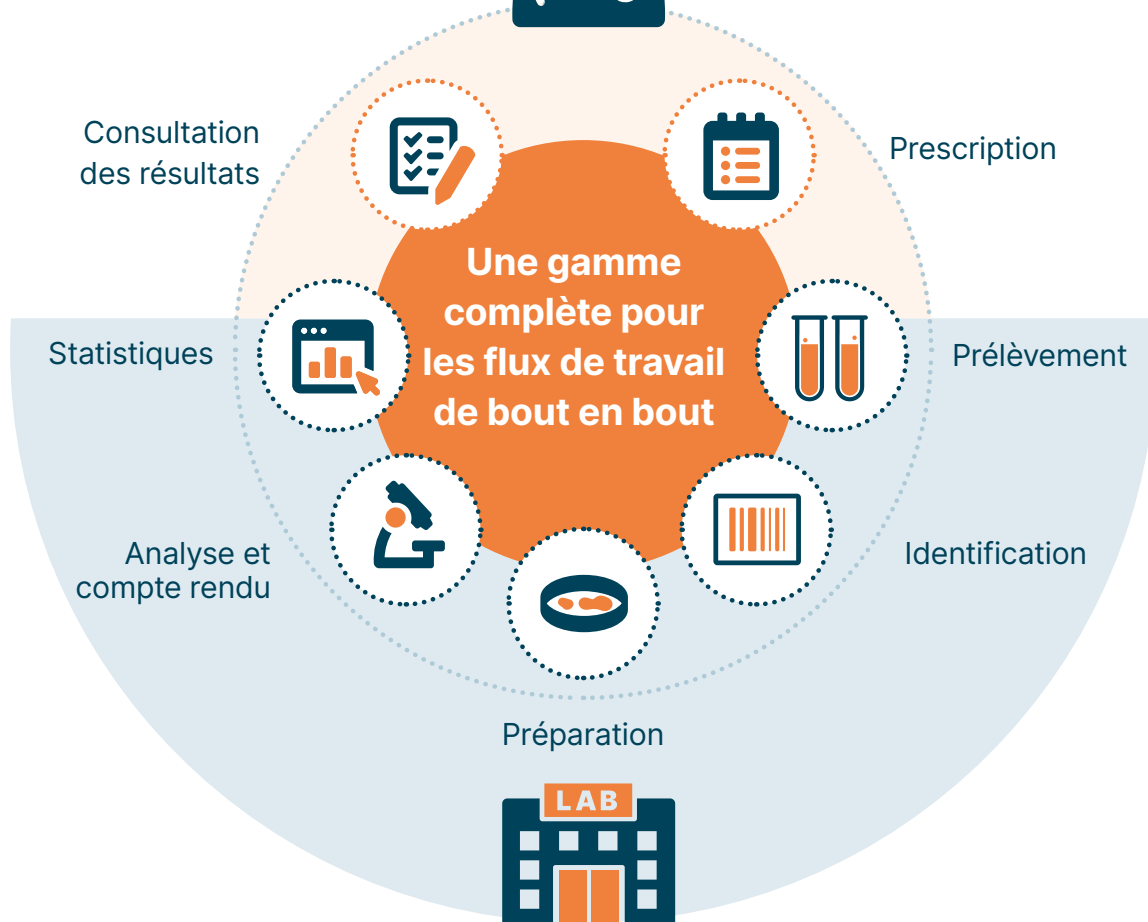 Consultation
des résultats
Prescription
Une gamme
complète pour
les flux de travail
de bout en bout
Statistiques
Prélèvement
Analyse et
compte rendu
Identification
Préparation
LAB